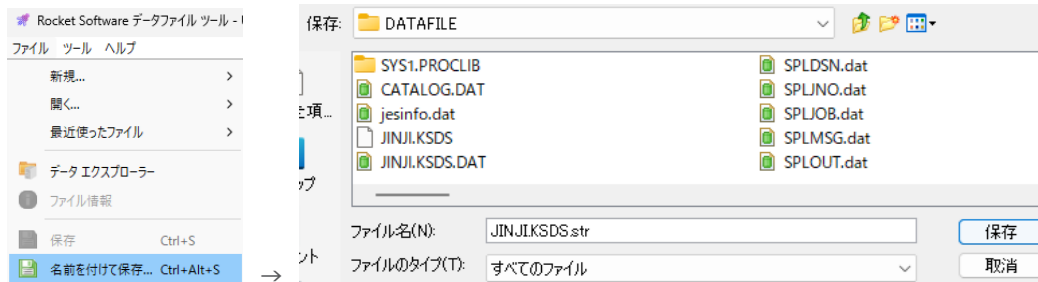 Rocket Software データファイル ツール -
ファイル ツール ヘルプ
新規...
開く...
最近使ったファイル
データ エクスプローラー
ファイル情報
保存 Ctrl+S
名前を付けて保存... Ctrl+Alt+S
→
保存: DATAFILE
SYS1.PROCLIB
CATALOG.DAT
jesinfo.dat
JINJI.KSDS
JINJI.KSDS.DAT
SPLDSN.dat
SPLJNO.dat
SPLJOB.dat
SPLMSG.dat
SPLOUT.dat
項...
ップ
ント
ファイル名(N): JINJI.KSDS.str 保存
ファイルのタイプ(T): すべてのファイル 取消